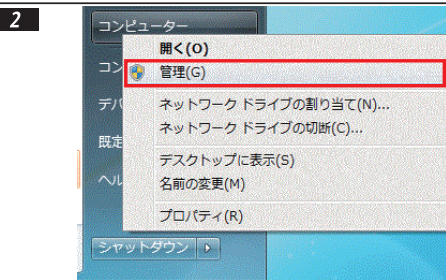 2
コンピューター
開く(O)
コン
管理(G)
デバ
ネットワーク ドライブの割り当て(N)...
ネットワーク ドライブの切断(C)...
既定
デスクトップに表示(S)
ヘル
名前の変更(M)
プロパティ(R)
シャットダウン